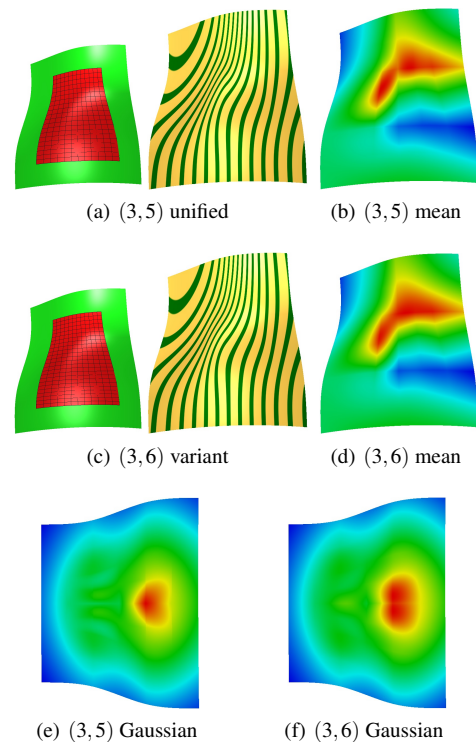 (a) (3,5) unified
(b) (3,5) mean
(c) (3,6) variant
(d) (3,6) mean
(e) (3,5) Gaussian
(f) (3,6) Gaussian